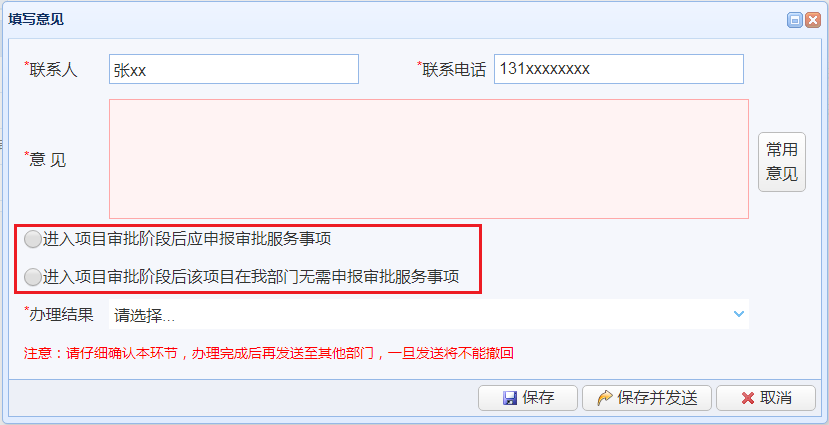 填写意见
*联系人 张xx *联系电话 131xxxxxxxx
*意 见
常用
意见
进入项目审批阶段后应申报审批服务事项
进入项目审批阶段后该项目在我部门无需申报审批服务事项
*办理结果 请选择...
注意：请仔细确认本环节，办理完成后再发送至其他部门，一旦发送将不能撤回
保存 保存并发送 取消